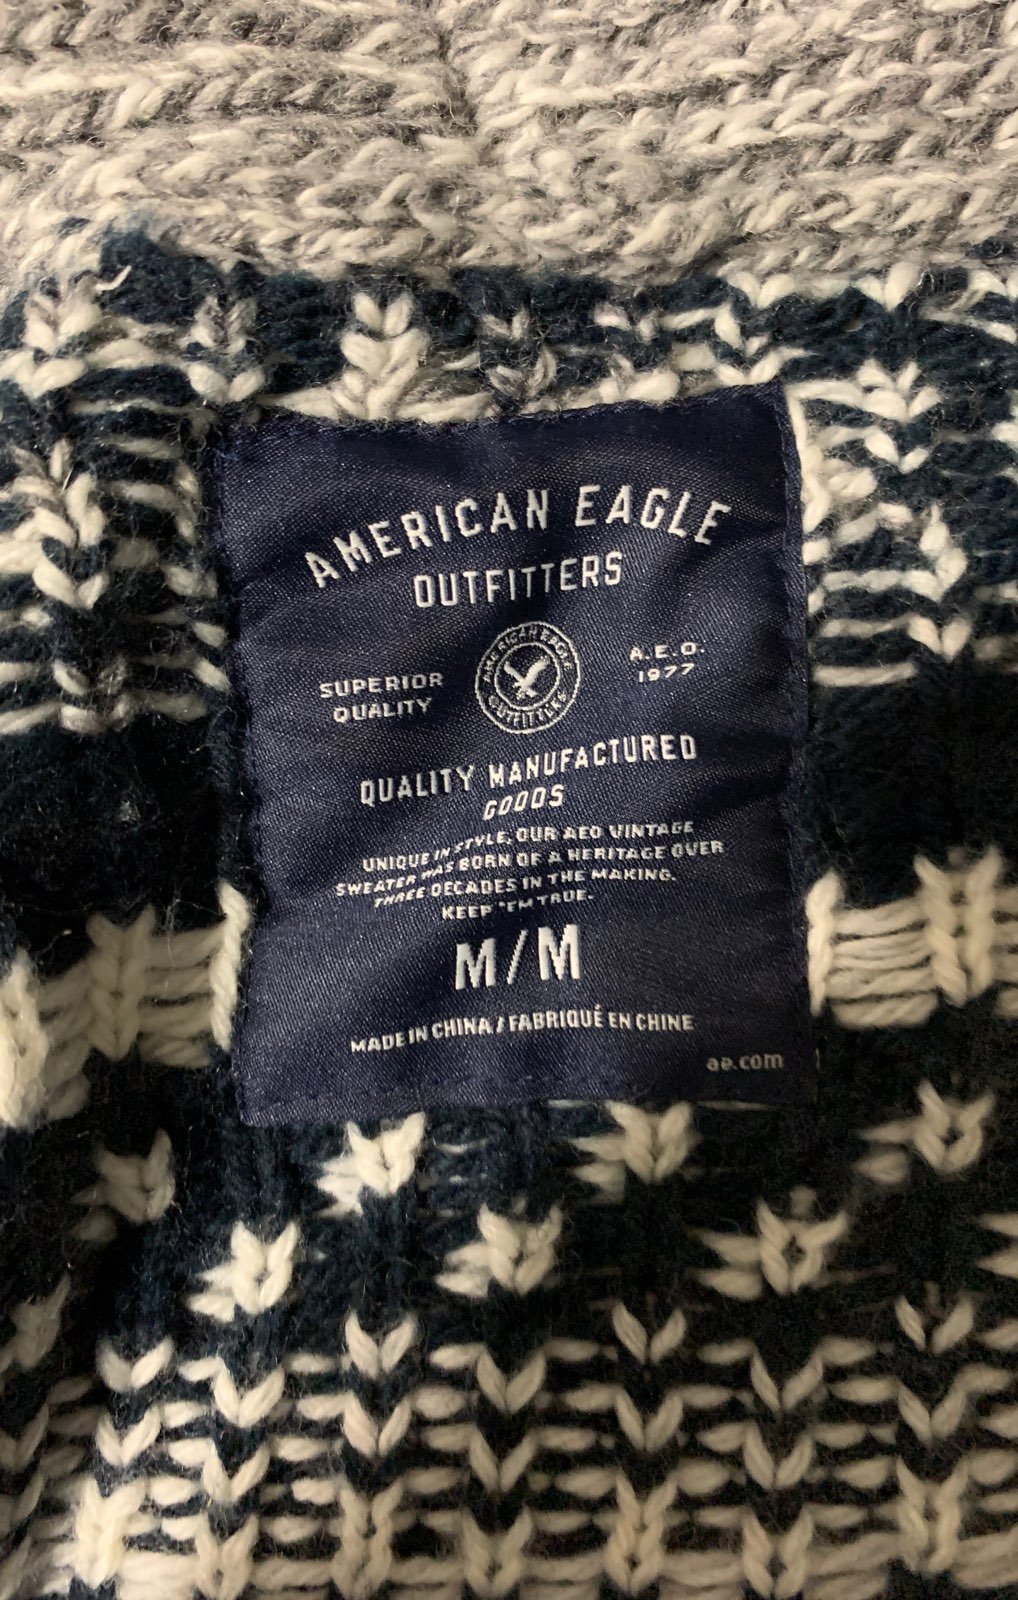 AMERICAN EAGLE
OUTFITTERS
AMERICAN EAGLE
OUTFITTERS
SUPERIOR
QUALITY
A.E.O.
1977
QUALITY MANUFACTURED
GOODS
UNIQUE IN STYLE, OUR AEO VINTAGE
SWEATER WAS BORN OF A HERITAGE OVER
THREE DECADES IN THE MAKING.
KEEP 'EM TRUE.
M/M
MADE IN CHINA / FABRIQUÉ EN CHINE
ae.com